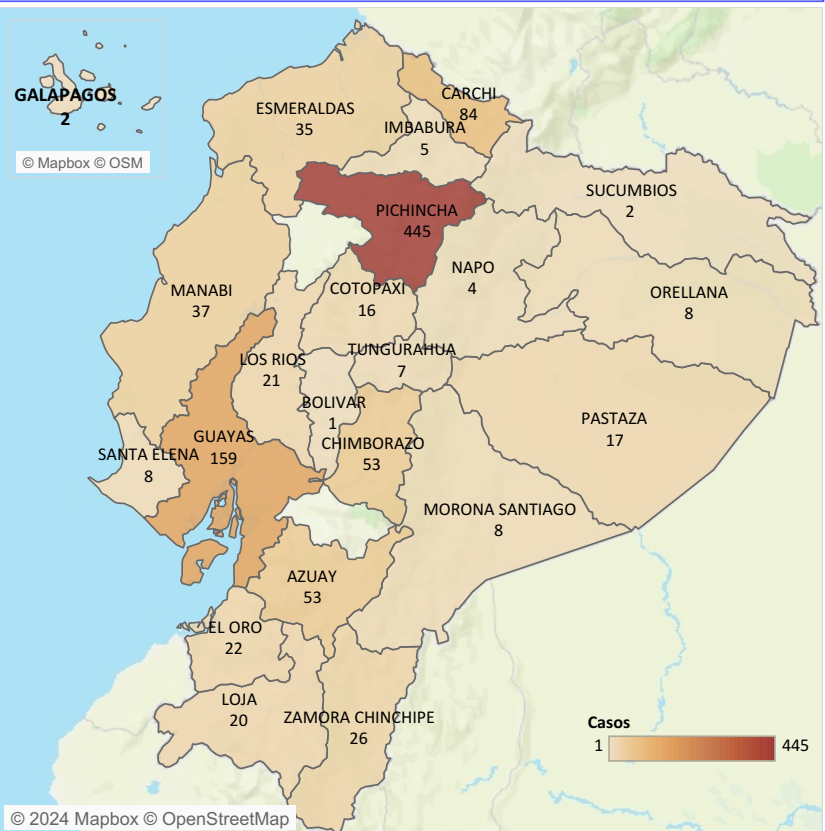 GALAPAGOS
2
© Mapbox © OSM
ESMERALDAS
35
CARCHI
84
IMBABURA
5
SUCUMBIOS
2
PICHINCHA
445
NAPO
4
ORELLANA
8
MANABI
37
COTOPAXI
16
TUNGURAHUA
7
LOS RIOS
21
BOLIVAR
1
PASTAZA
17
GUAYAS
159
CHIMBORAZO
53
SANTA ELENA
8
MORONA SANTIAGO
8
AZUAY
53
EL ORO
22
LOJA
20
ZAMORA CHINCHIPE
26
Casos
1 445
© 2024 Mapbox © OpenStreetMap